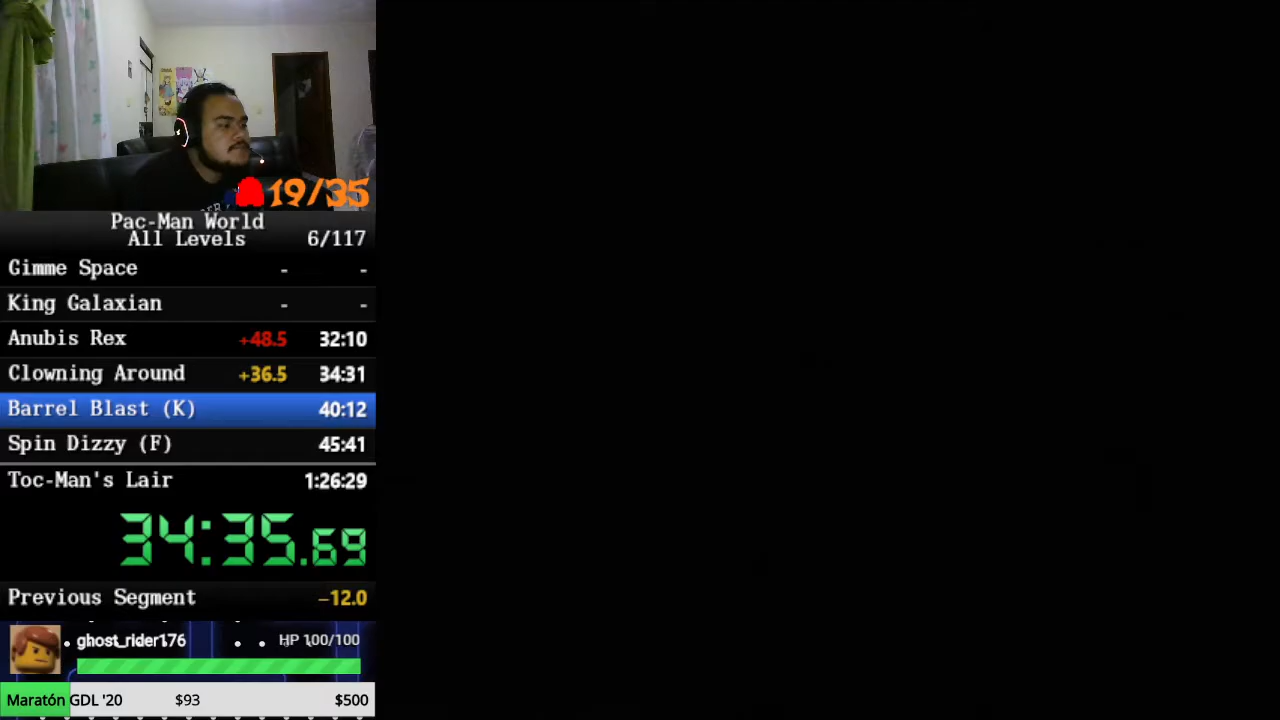 19/35
Pac-Man World
All Levels 6/117
Gimme Space - -
King Galaxian - -
Anubis Rex +48.5 32:10
Clowning Around +36.5 34:31
Barrel Blast (K) 40:12
Spin Dizzy (F) 45:41
Toc-Man's Lair 1:26:29
34:35.69
Previous Segment -12.0
ghost_rider176 HP 100/100
Maratón GDL '20 $93 $500